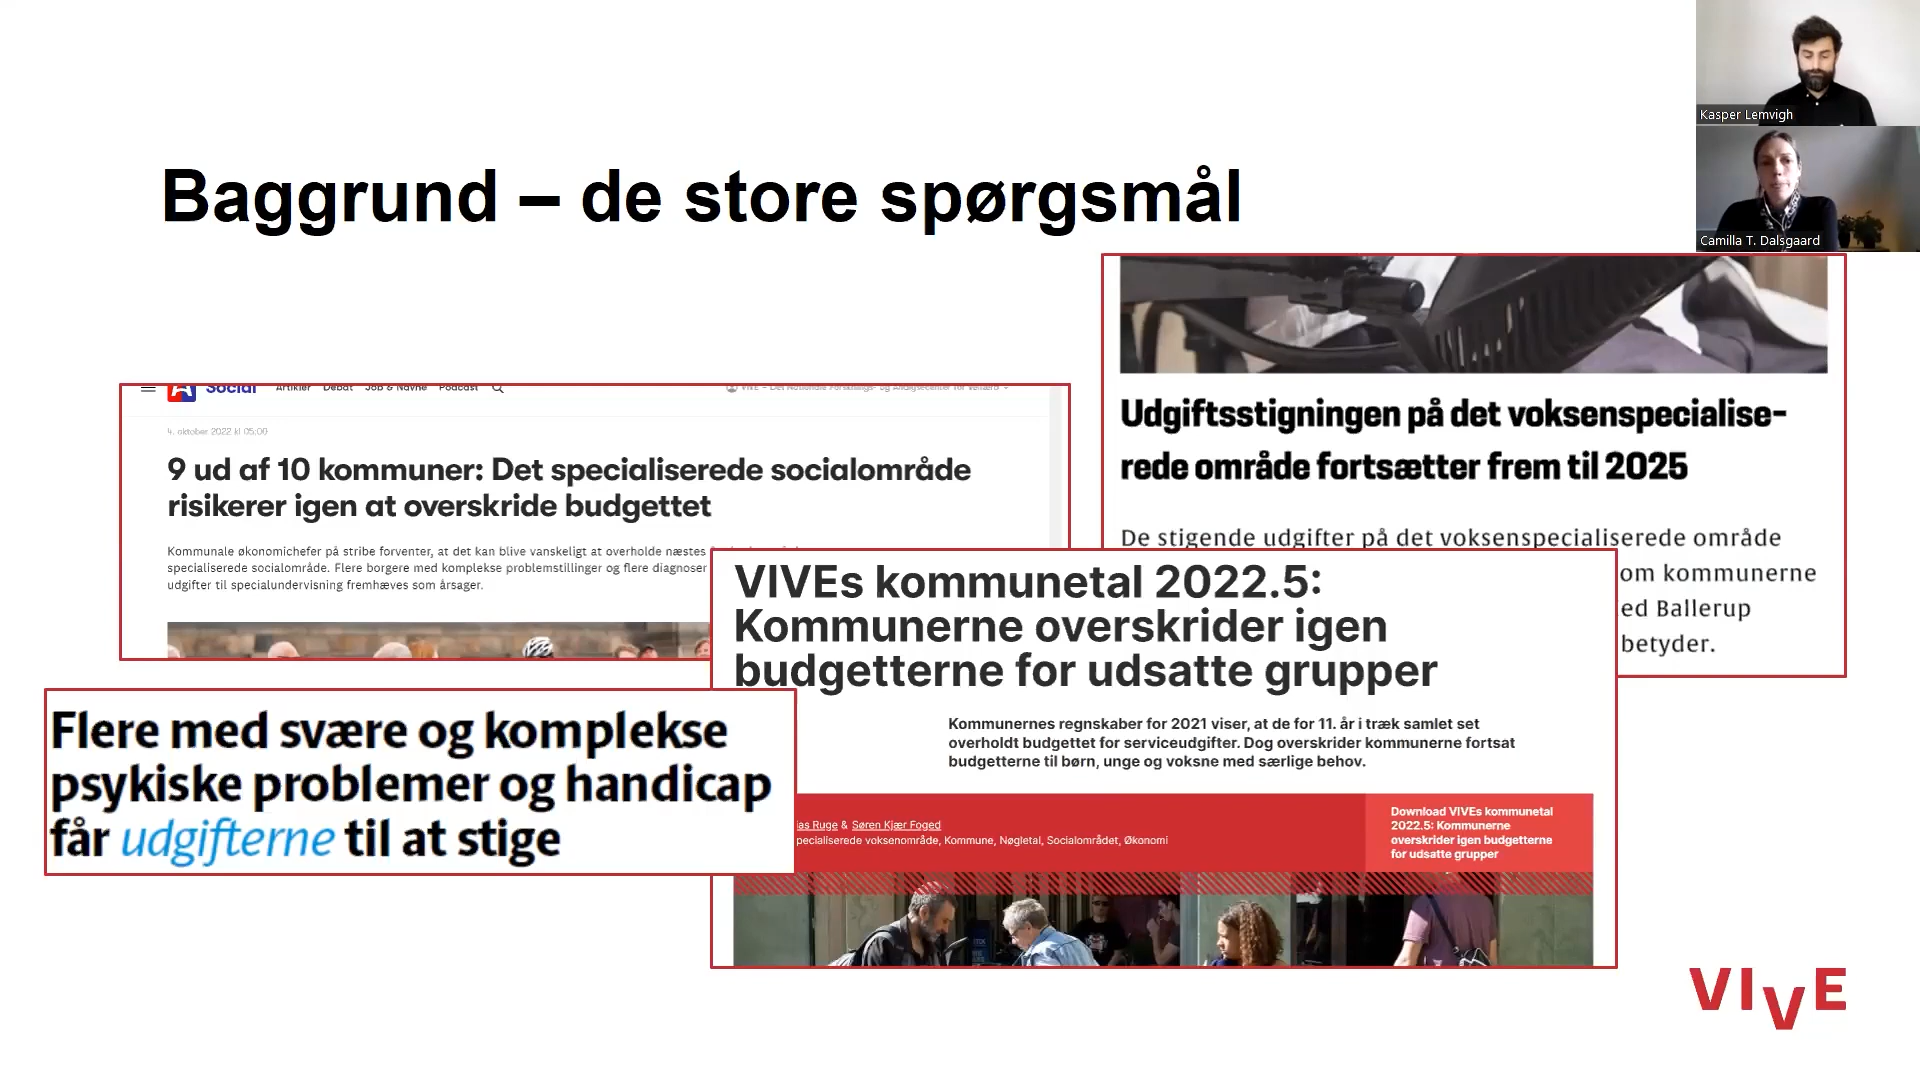 Kasper Lemvigh
Camilla T. Dalsgaard
Baggrund – de store spørgsmål
Social Artikler Debat Job & Navne Podcast
VIVE – Det Nationale Forsknings- og Analysecenter for Velfærd
4. oktober 2022 kl 05:00
9 ud af 10 kommuner: Det specialiserede socialområde
risikerer igen at overskride budgettet
Kommunale økonomichefer på stribe forventer, at det kan blive vanskeligt at overholde næstes
specialiserede socialområde. Flere borgere med komplekse problemstillinger og flere diagnoser
udgifter til specialundervisning fremhæves som årsager.
Udgiftsstigningen på det voksenspecialise-
rede område fortsætter frem til 2025
De stigende udgifter på det voksenspecialiserede område
om kommunerne
ed Ballerup
betyder.
VIVEs kommunetal 2022.5:
Kommunerne overskrider igen
budgetterne for udsatte grupper
Kommunernes regnskaber for 2021 viser, at de for 11. år i træk samlet set
overholdt budgettet for serviceudgifter. Dog overskrider kommunerne fortsat
budgetterne til børn, unge og voksne med særlige behov.
as Ruge & Søren Kjær Foged
pecialiserede voksenområde, Kommune, Nøgletal, Socialområdet, Økonomi
Download VIVEs kommunetal
2022.5: Kommunerne
overskrider igen budgetterne
for udsatte grupper
Flere med svære og komplekse
psykiske problemer og handicap
får udgifterne til at stige
VIVE